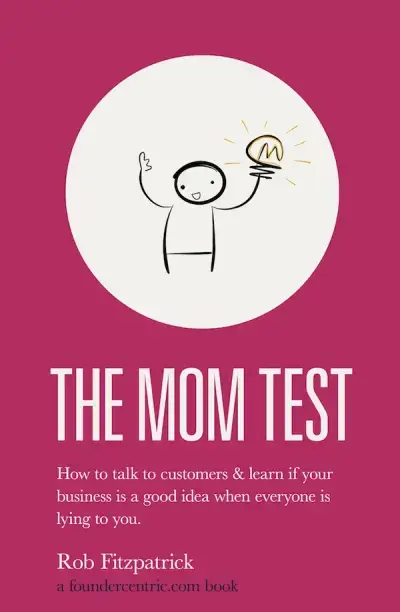 M
THE MOM TEST
How to talk to customers & learn if your
business is a good idea when everyone is
lying to you.
Rob Fitzpatrick
a foundercentric.com book